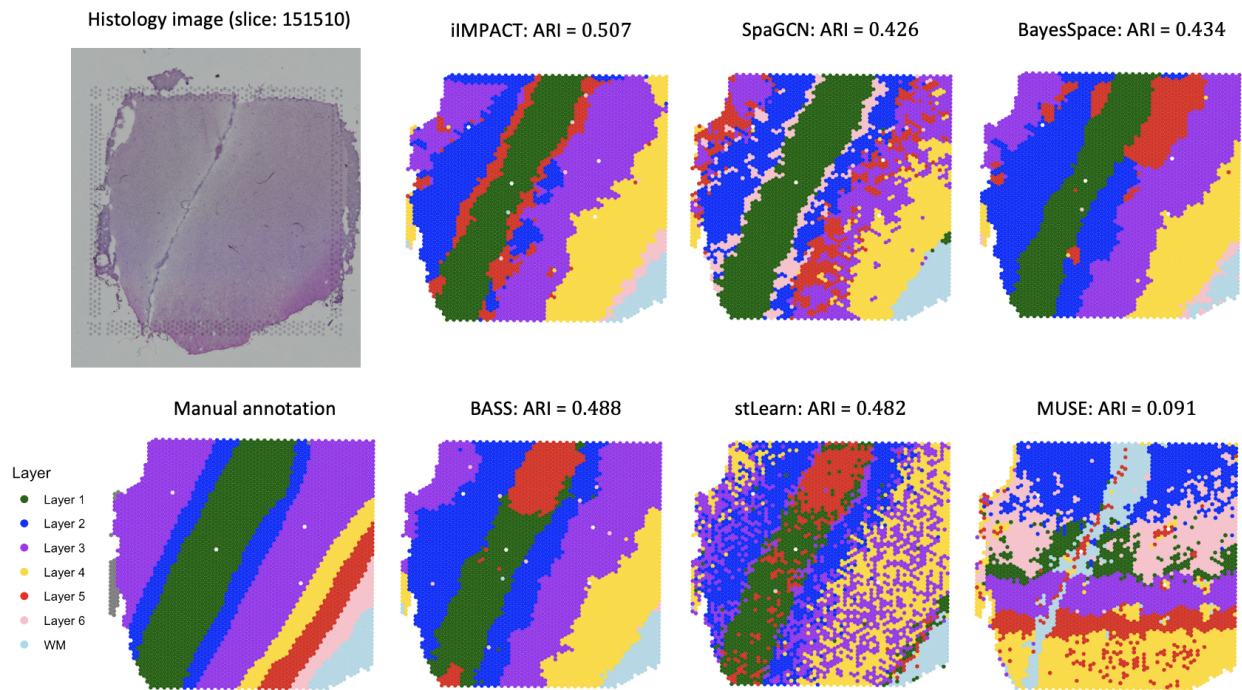 Histology image (slice: 151510)
iIMPACT: ARI = 0.507
SpaGCN: ARI = 0.426
BayesSpace: ARI = 0.434
Manual annotation
BASS: ARI = 0.488
stLearn: ARI = 0.482
MUSE: ARI = 0.091
Layer
Layer 1
Layer 2
Layer 3
Layer 4
Layer 5
Layer 6
WM